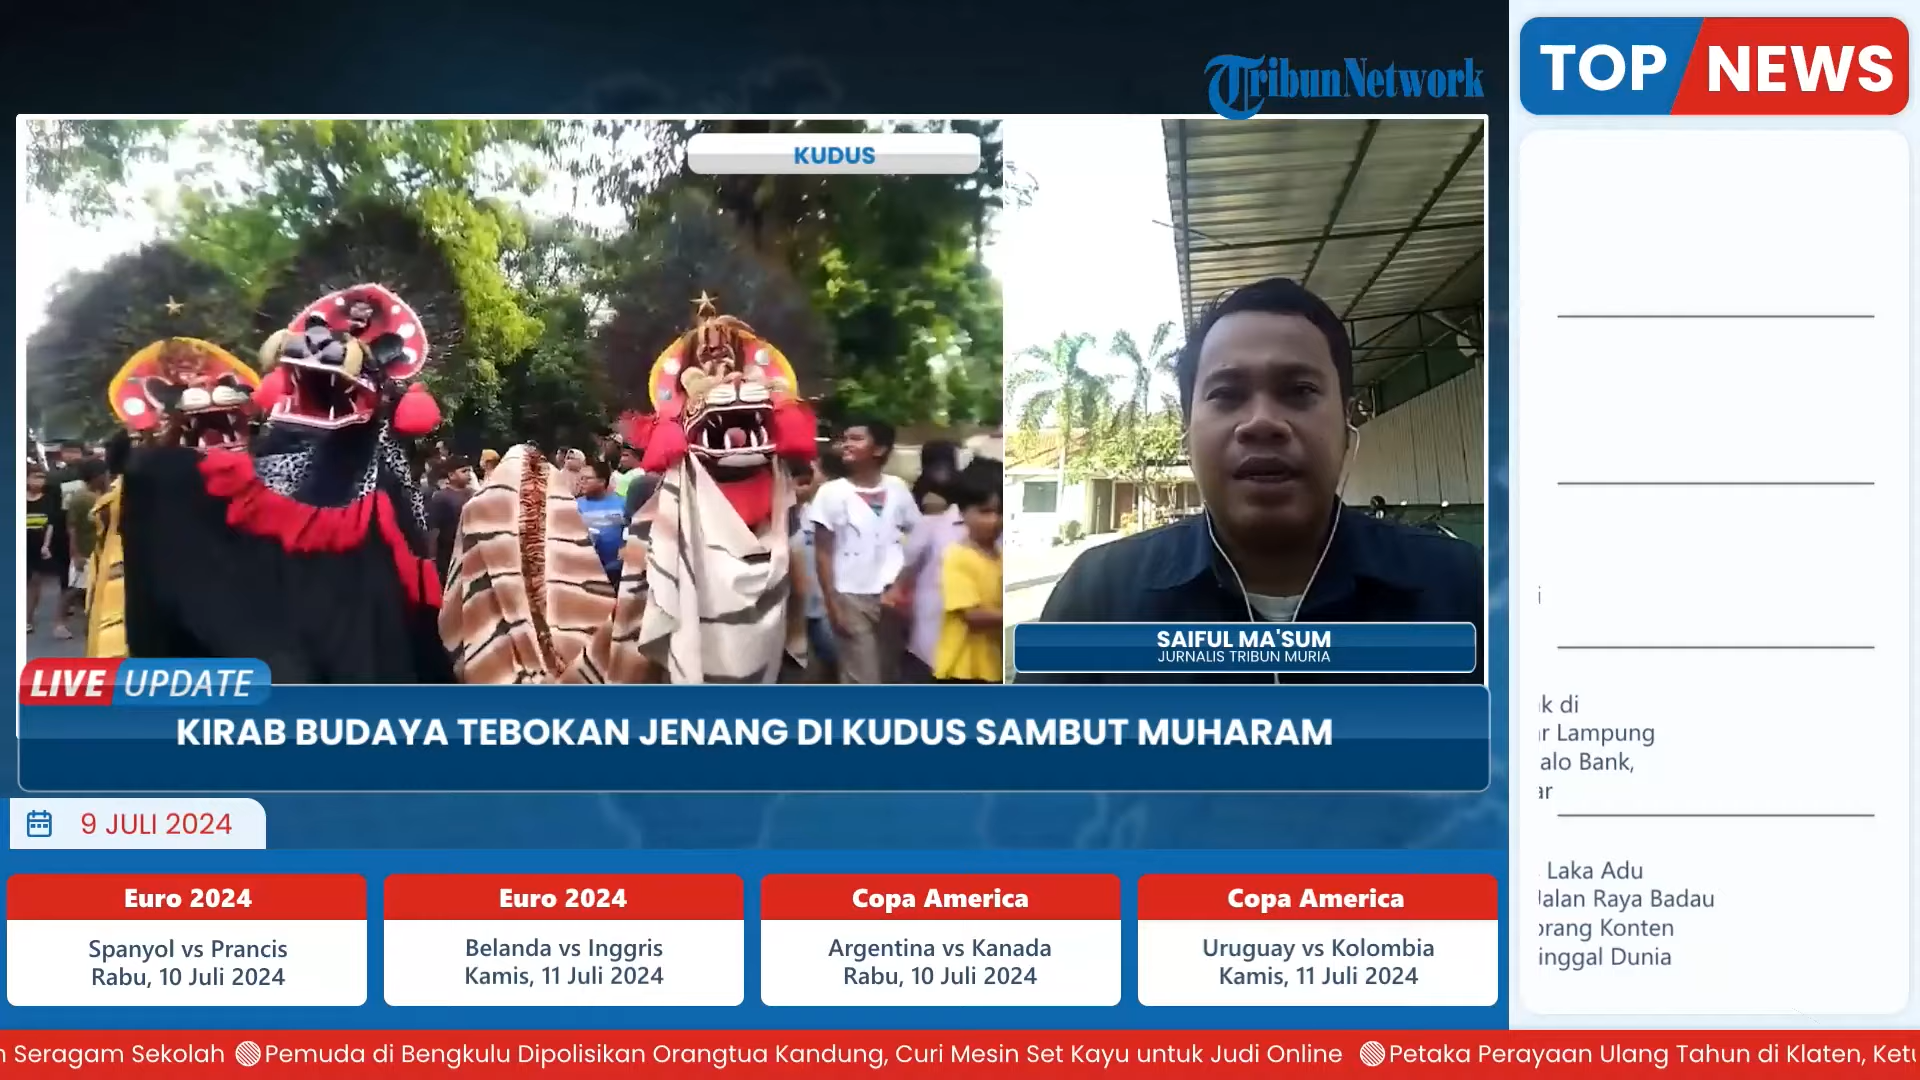 TribunNetwork
TOP NEWS
KUDUS
SAIFUL MA'SUM
JURNALIS TRIBUN MURIA
LIVE UPDATE
KIRAB BUDAYA TEBOKAN JENANG DI KUDUS SAMBUT MUHARAM
9 JULI 2024
Euro 2024
Spanyol vs Prancis
Rabu, 10 Juli 2024
Euro 2024
Belanda vs Inggris
Kamis, 11 Juli 2024
Copa America
Argentina vs Kanada
Rabu, 10 Juli 2024
Copa America
Uruguay vs Kolombia
Kamis, 11 Juli 2024
k di
Lampung
alo Bank,
ar
Laka Adu
Jalan Raya Badau
orang Konten
inggal Dunia
Seragam Sekolah Pemuda di Bengkulu Dipolisikan Orangtua Kandung, Curi Mesin Set Kayu untuk Judi Online Petaka Perayaan Ulang Tahun di Klaten, Ketu